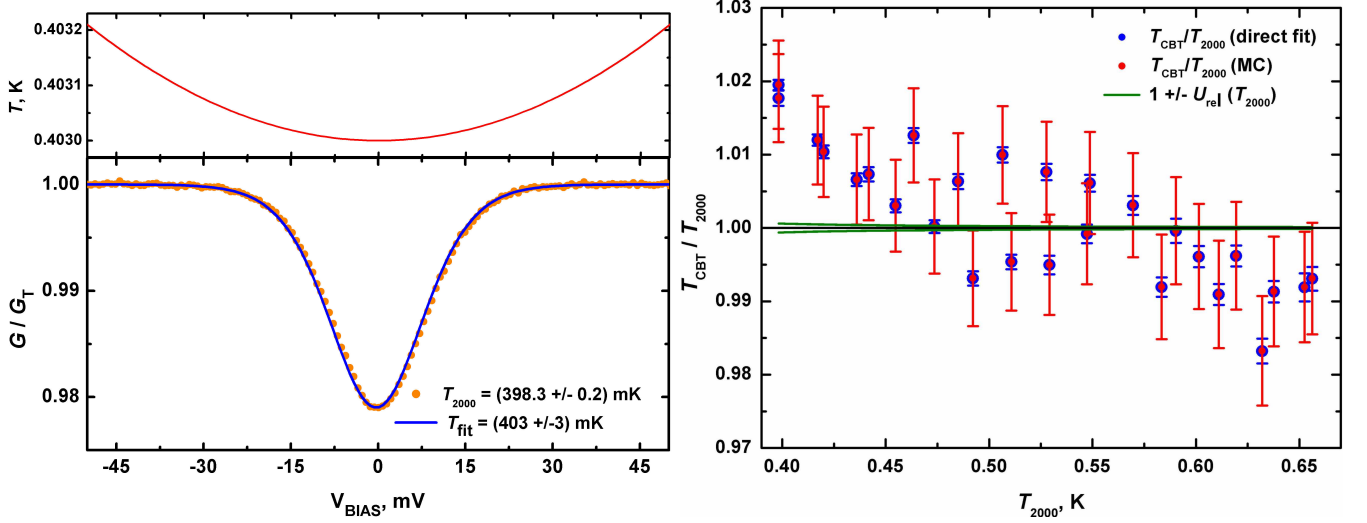 0.4032
0.4031
0.4030
T, K
1.00
0.99
0.98
G / G_T
T_2000 = (398.3 +/- 0.2) mK
T_fit = (403 +/-3) mK
-45 -30 -15 0 15 30 45
V_BIAS, mV
1.03
1.02
1.01
1.00
0.99
0.98
0.97
T_CBT / T_2000
T_CBT/T_2000 (direct fit)
T_CBT/T_2000 (MC)
1 +/- U_rel (T_2000)
0.40 0.45 0.50 0.55 0.60 0.65
T_2000, K